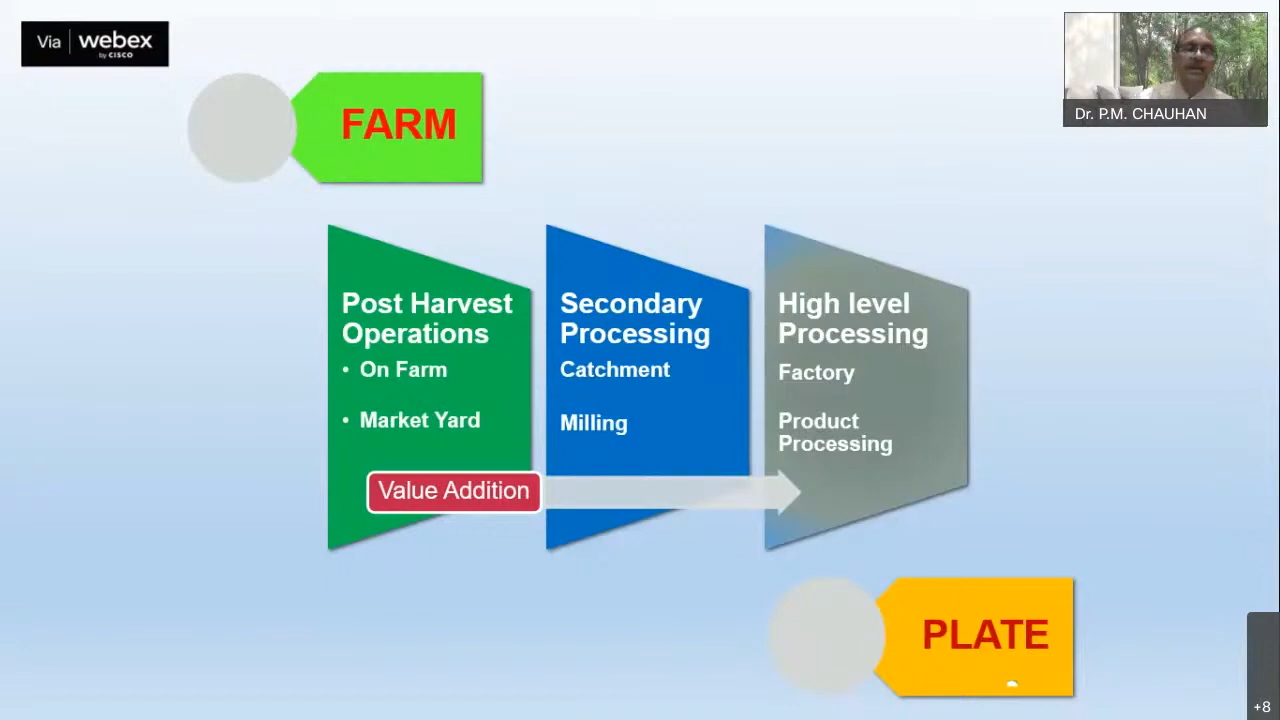 Via webex
by CISCO
Dr. P.M. CHAUHAN
FARM
Post Harvest
Operations
• On Farm
• Market Yard
Secondary
Processing
Catchment
Milling
High level
Processing
Factory
Product
Processing
Value Addition
PLATE
+8